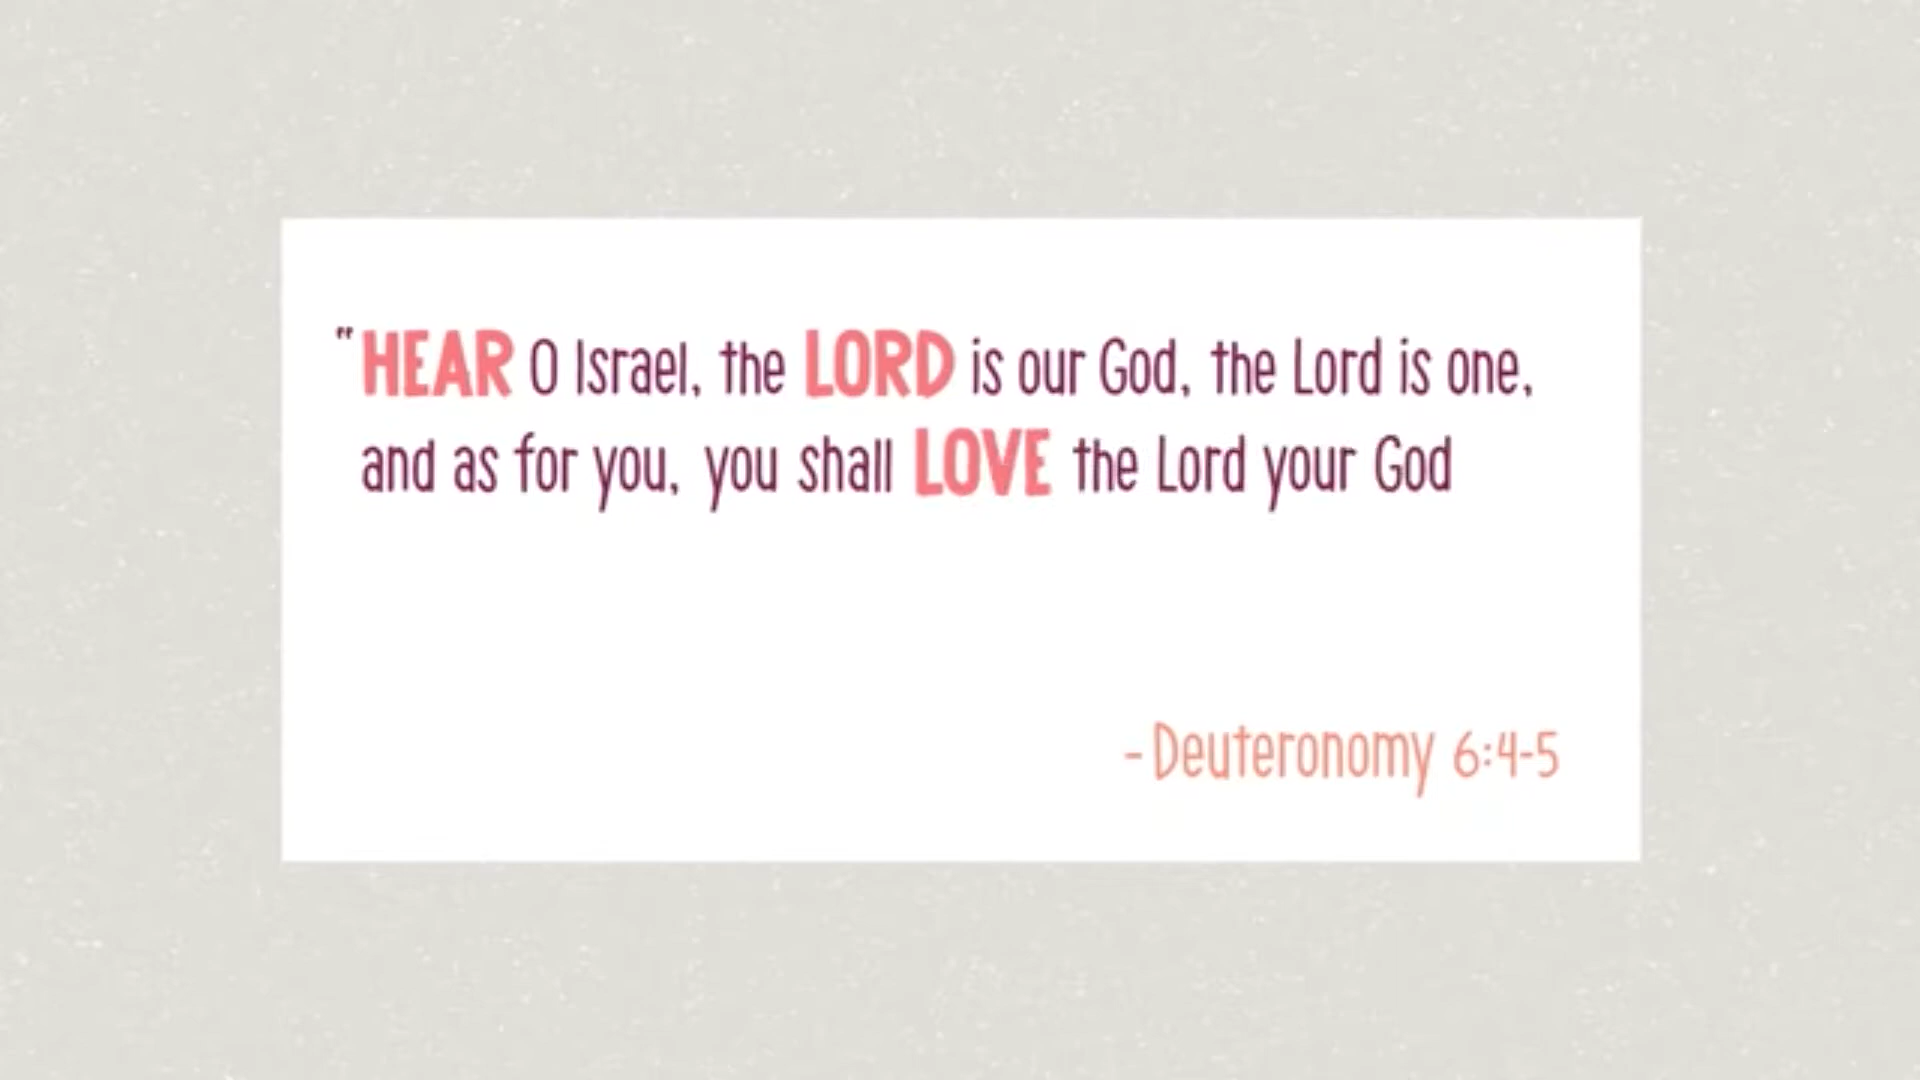 "HEAR O Israel, the LORD is our God, the Lord is one,
and as for you, you shall LOVE the Lord your God
- Deuteronomy 6:4-5